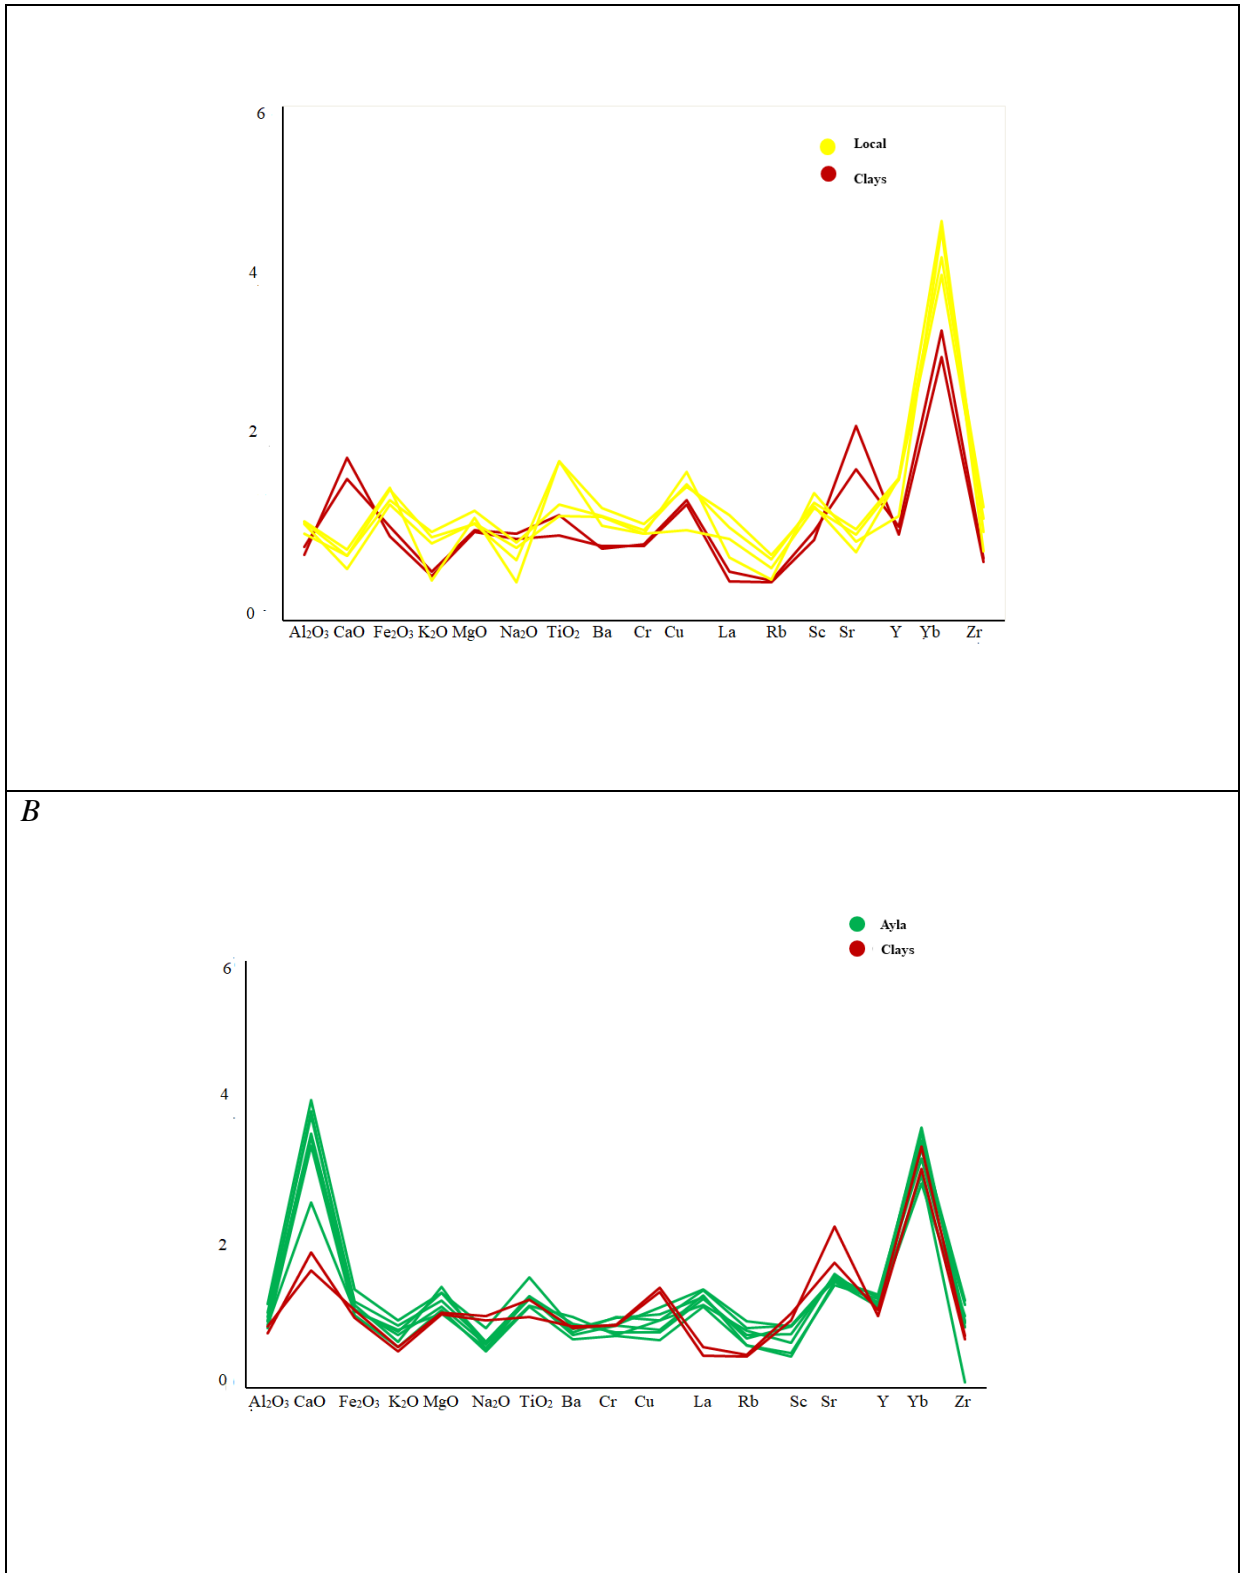 6
Local
Clays
4
2
0
Al₂O₃ CaO Fe₂O₃ K₂O MgO Na₂O TiO₂ Ba Cr Cu La Rb Sc Sr Y Yb Zr
B
Ayla
Clays
6
4
2
0
Al₂O₃ CaO Fe₂O₃ K₂O MgO Na₂O TiO₂ Ba Cr Cu La Rb Sc Sr Y Yb Zr